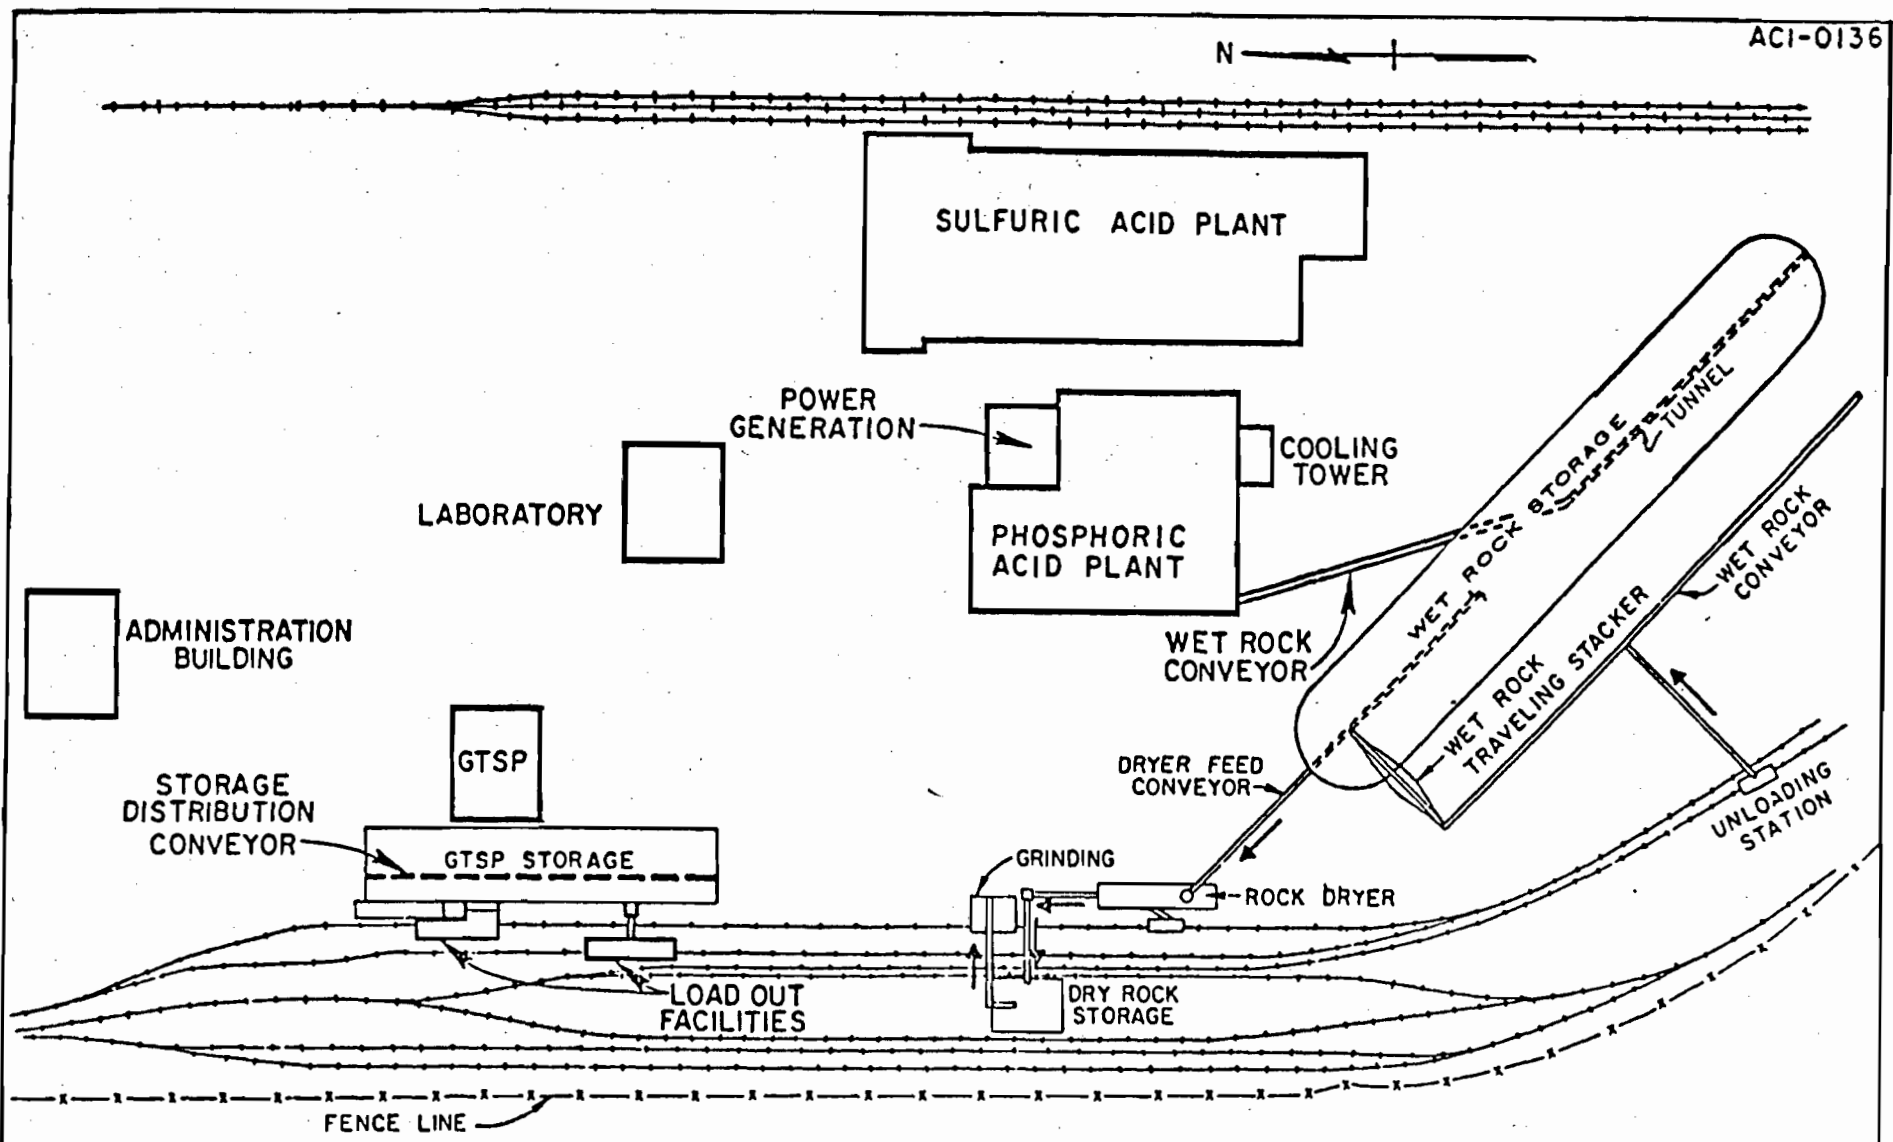 ACI-0136
N
SULFURIC ACID PLANT
POWER
GENERATION
COOLING
TOWER
LABORATORY
PHOSPHORIC
ACID PLANT
WET ROCK STORAGE
TUNNEL
WET ROCK
CONVEYOR
WET ROCK
CONVEYOR
WET ROCK
TRAVELING STACKER
ADMINISTRATION
BUILDING
GTSP
STORAGE
DISTRIBUTION
CONVEYOR
GTSP STORAGE
DRYER FEED
CONVEYOR
UNLOADING
STATION
GRINDING
ROCK DRYER
LOAD OUT
FACILITIES
DRY ROCK
STORAGE
FENCE LINE